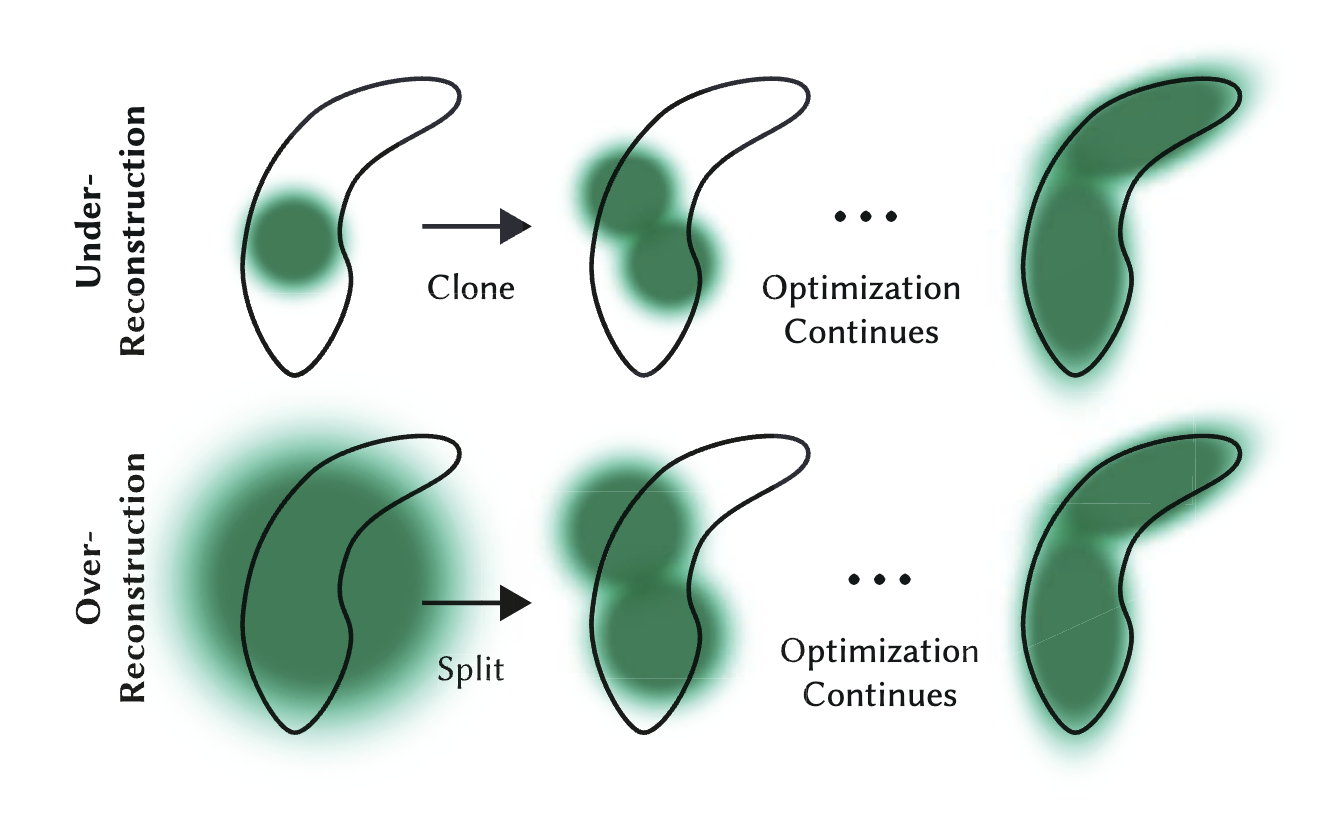 Under-
Reconstruction
Clone
Optimization
Continues
Over-
Reconstruction
Split
Optimization
Continues